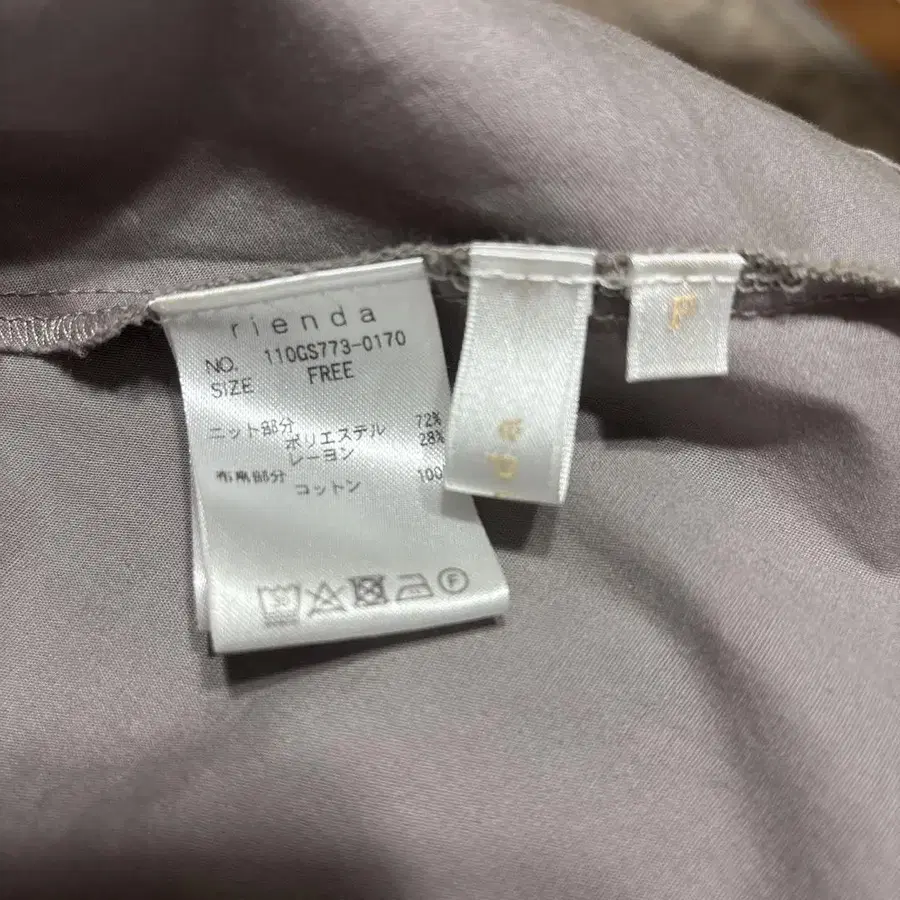 rienda
NO. 110GS773-0170
SIZE FREE
ニット部分
ポリエステル 72%
レーヨン 28%
布帛部分
コットン 100
F
F